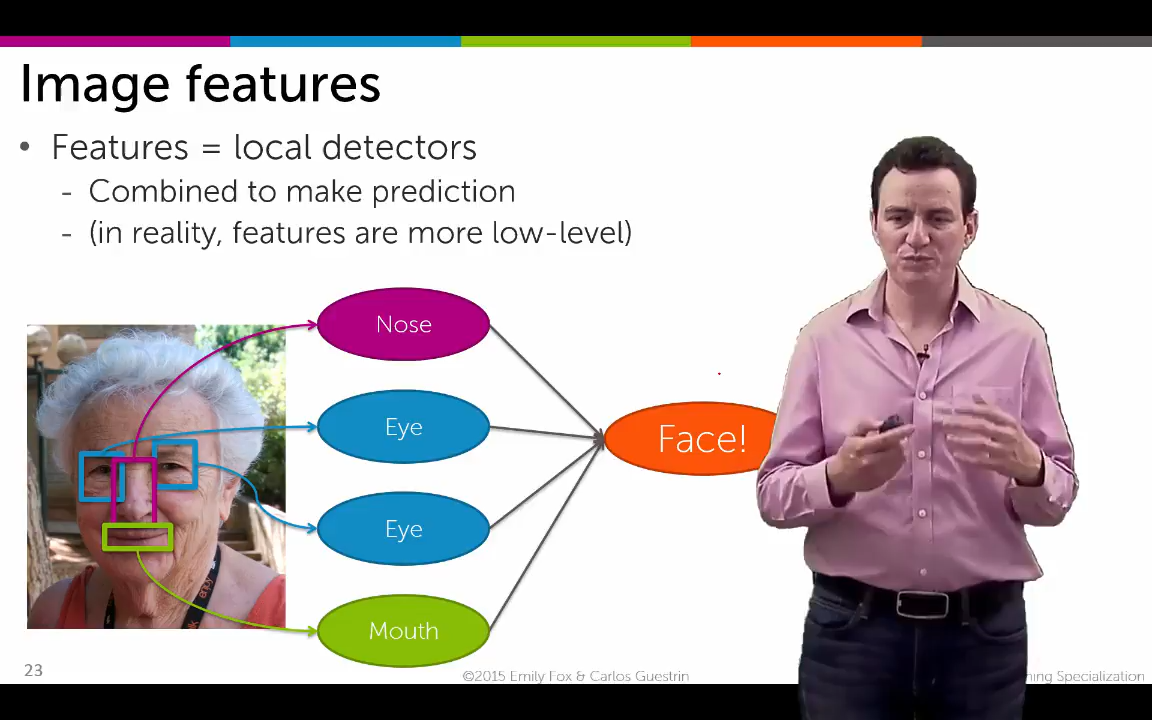 Image features
• Features = local detectors
- Combined to make prediction
- (in reality, features are more low-level)
Nose
Eye
Face!
Eye
Mouth
23
©2015 Emily Fox & Carlos Guestrin
Specialization